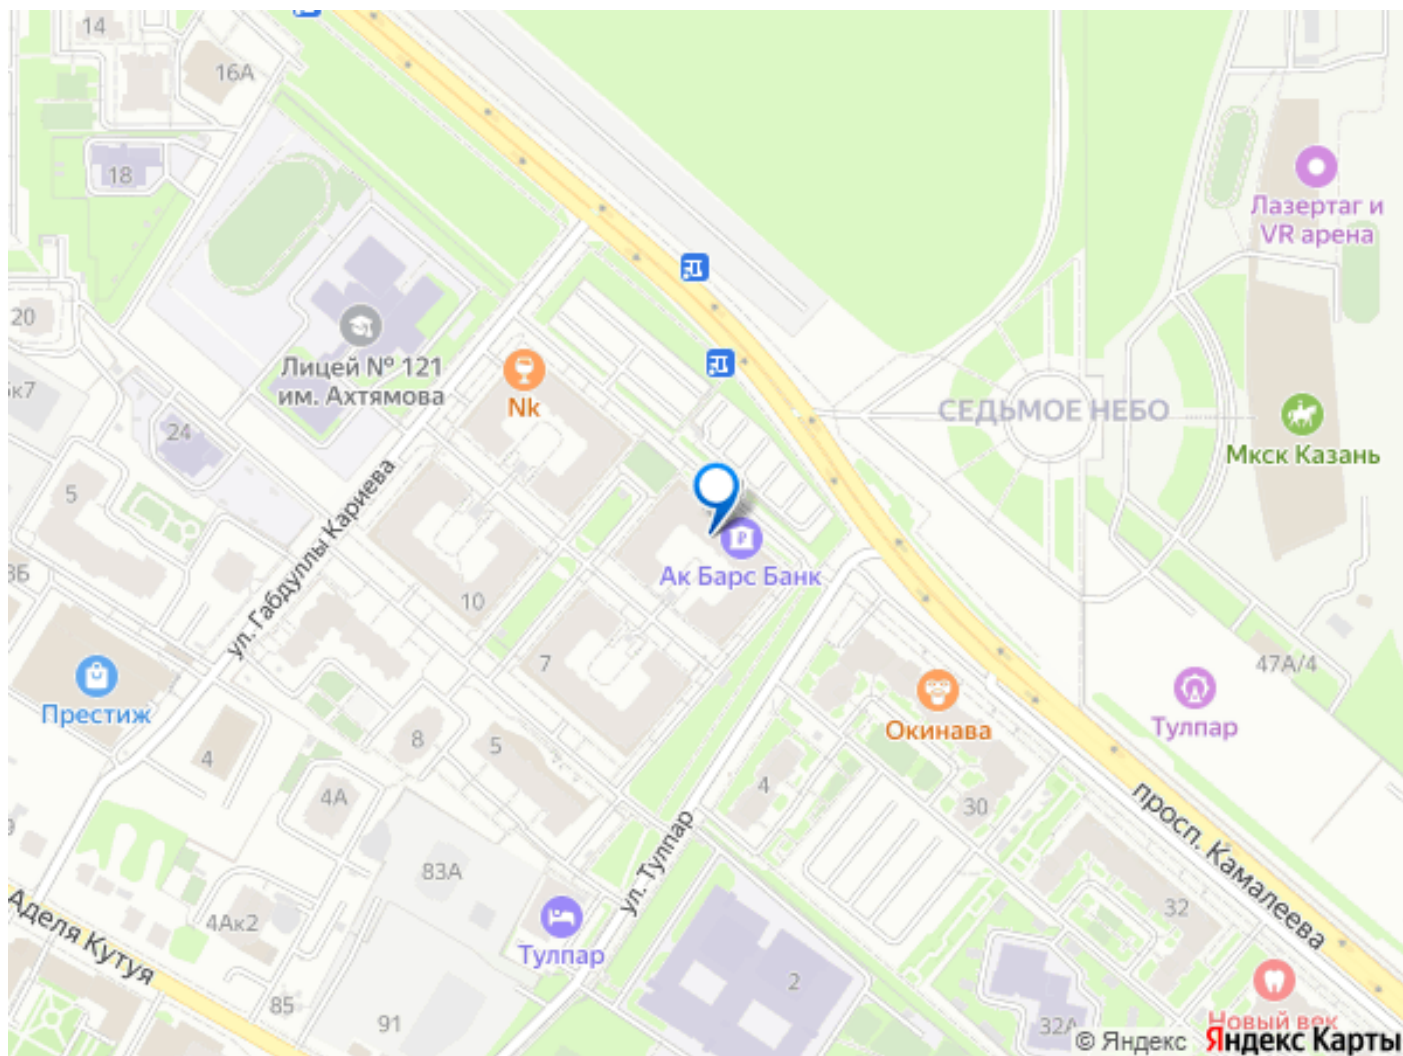 14
16А
18
Лазертаг и
VR арена
20
Лицей № 121
им. Ахтямова
Nk
СЕДЬМОЕ НЕБО
Мкск Казань
24
5
ул. Габдуллы Кариева
Ак Барс Банк
10
7
47А/4
Престиж
Тулпар
Окинава
8
5
4
4
30
4А
просп. Камалеева
83А
ул. Тулпар
32
4Ак2
Аделя Кутуя
Тулпар
2
85
91
32А
Новый век
© Яндекс Яндекс Карты